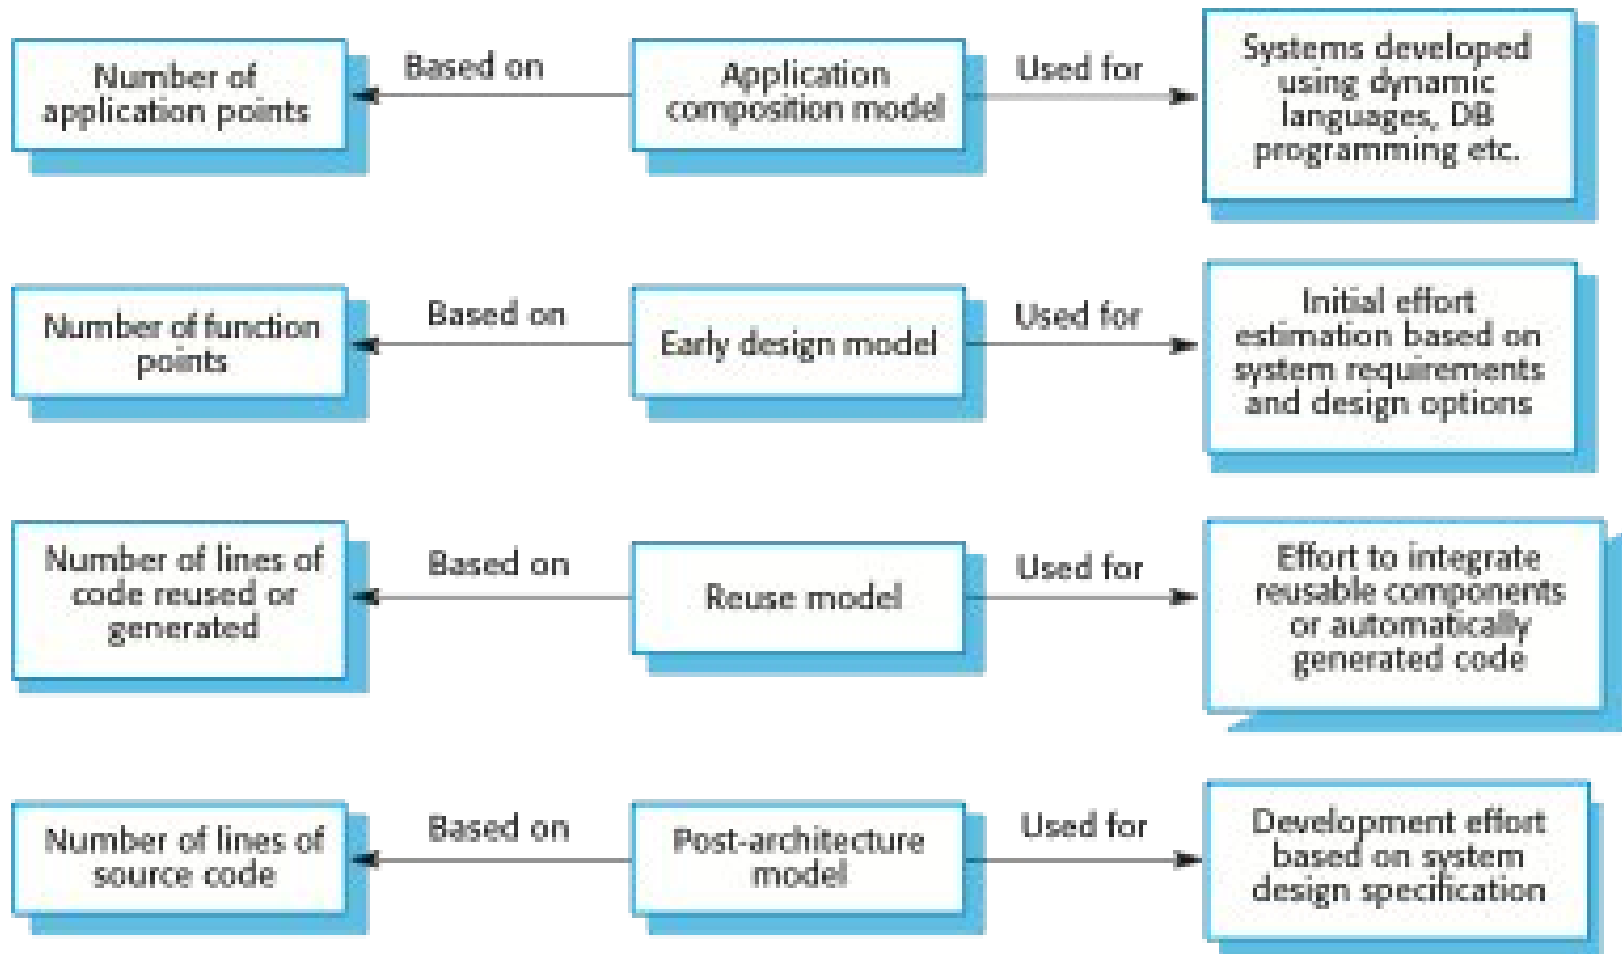 Number of
application points
Based on
Application
composition model
Used for
Systems developed
using dynamic
languages, DB
programming etc.
Number of function
points
Based on
Early design model
Used for
Initial effort
estimation based on
system requirements
and design options
Number of lines of
code reused or
generated
Based on
Reuse model
Used for
Effort to integrate
reusable components
or automatically
generated code
Number of lines of
source code
Based on
Post-architecture
model
Used for
Development effort
based on system
design specification